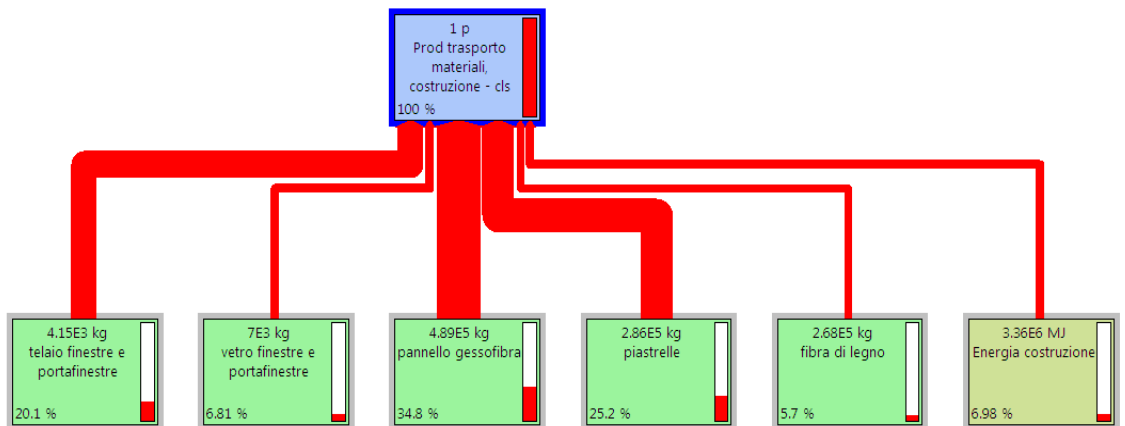 1 p
Prod trasporto
materiali,
costruzione - cls
100 %
4.15E3 kg
telaio finestre e
portafinestre
20.1 %
7E3 kg
vetro finestre e
portafinestre
6.81 %
4.89E5 kg
pannello gessofibra
34.8 %
2.86E5 kg
piastrelle
25.2 %
2.68E5 kg
fibra di legno
5.7 %
3.36E6 MJ
Energia costruzione
6.98 %